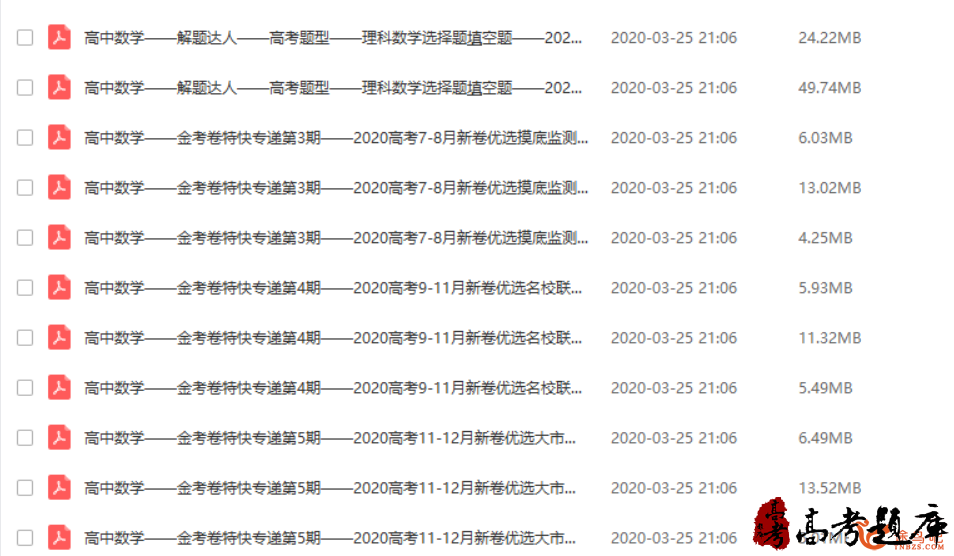 高中数学——解题达人——高考题型——理科数学选择题填空题——202... 2020-03-25 21:06 24.22MB
高中数学——解题达人——高考题型——理科数学选择题填空题——202... 2020-03-25 21:06 49.74MB
高中数学——金考卷特快专递第3期——2020高考7-8月新卷优选摸底监测... 2020-03-25 21:06 6.03MB
高中数学——金考卷特快专递第3期——2020高考7-8月新卷优选摸底监测... 2020-03-25 21:06 13.02MB
高中数学——金考卷特快专递第3期——2020高考7-8月新卷优选摸底监测... 2020-03-25 21:06 4.25MB
高中数学——金考卷特快专递第4期——2020高考9-11月新卷优选名校联... 2020-03-25 21:06 5.93MB
高中数学——金考卷特快专递第4期——2020高考9-11月新卷优选名校联... 2020-03-25 21:06 11.32MB
高中数学——金考卷特快专递第4期——2020高考9-11月新卷优选名校联... 2020-03-25 21:06 5.49MB
高中数学——金考卷特快专递第5期——2020高考11-12月新卷优选大市... 2020-03-25 21:06 6.49MB
高中数学——金考卷特快专递第5期——2020高考11-12月新卷优选大市... 2020-03-25 21:06 13.52MB
高中数学——金考卷特快专递第5期——2020高考11-12月新卷优选大市... 2020-03-25 21:06
高考 高考题库
TNBZS.COM